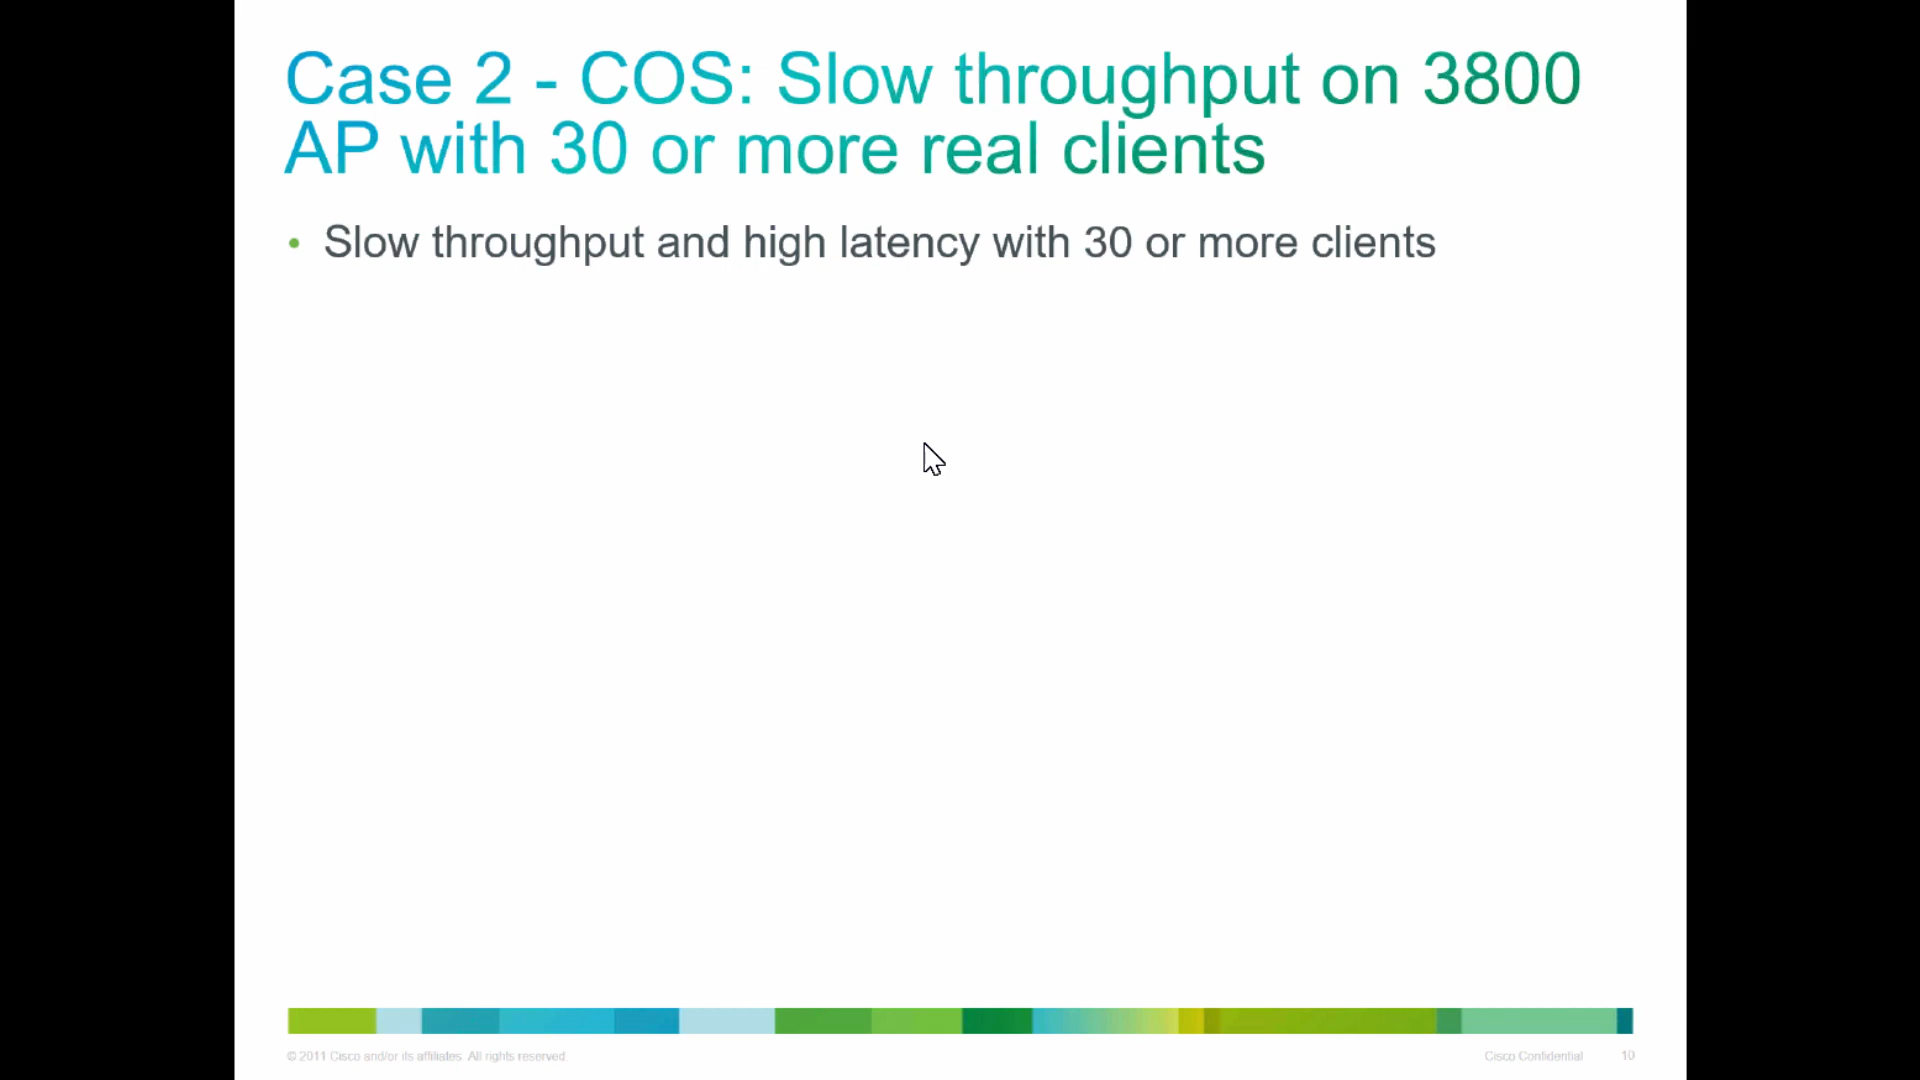 Case 2 - COS: Slow throughput on 3800
AP with 30 or more real clients
• Slow throughput and high latency with 30 or more clients
© 2011 Cisco and/or its affiliates. All rights reserved.
Cisco Confidential 10